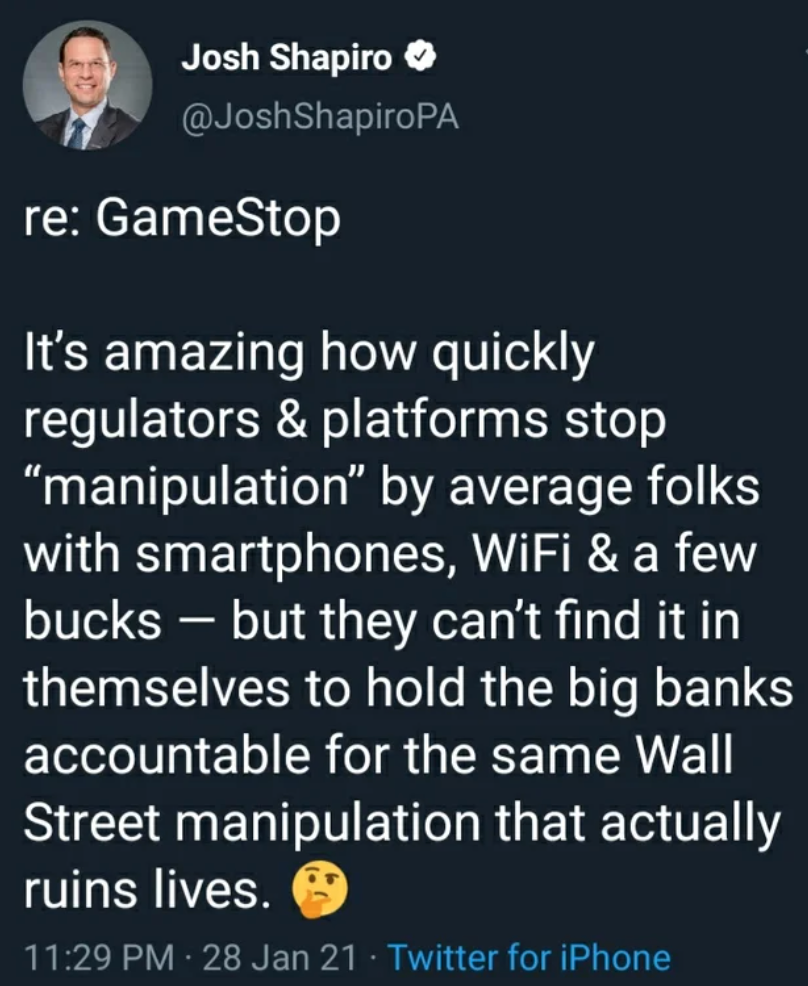 Josh Shapiro
@JoshShapiroPA
re: GameStop
It’s amazing how quickly
regulators & platforms stop
“manipulation” by average folks
with smartphones, WiFi & a few
bucks — but they can’t find it in
themselves to hold the big banks
accountable for the same Wall
Street manipulation that actually
ruins lives. 🤔
11:29 PM · 28 Jan 21 · Twitter for iPhone